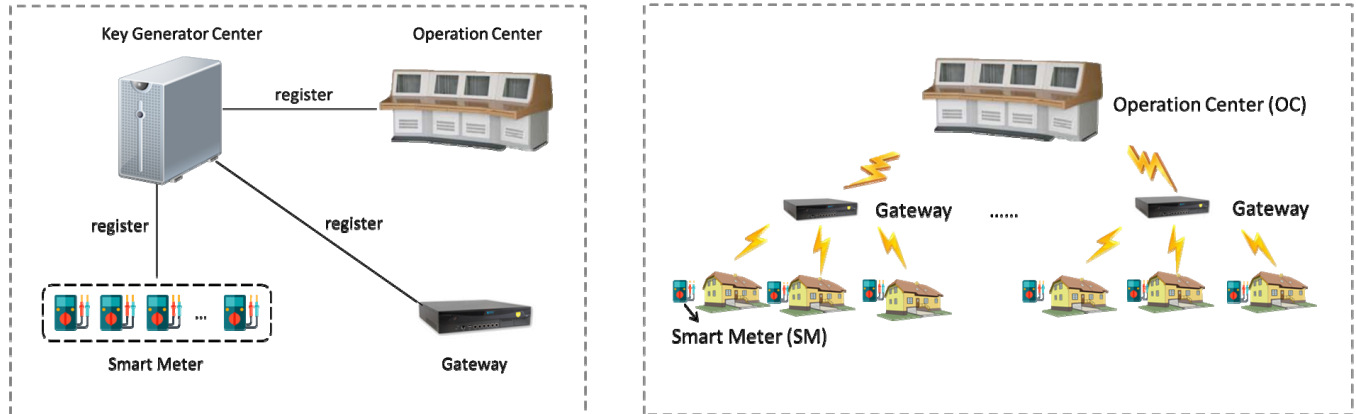 Key Generator Center
Operation Center
register
register
register
...
Smart Meter
Gateway
Operation Center (OC)
Gateway
......
Gateway
Smart Meter (SM)